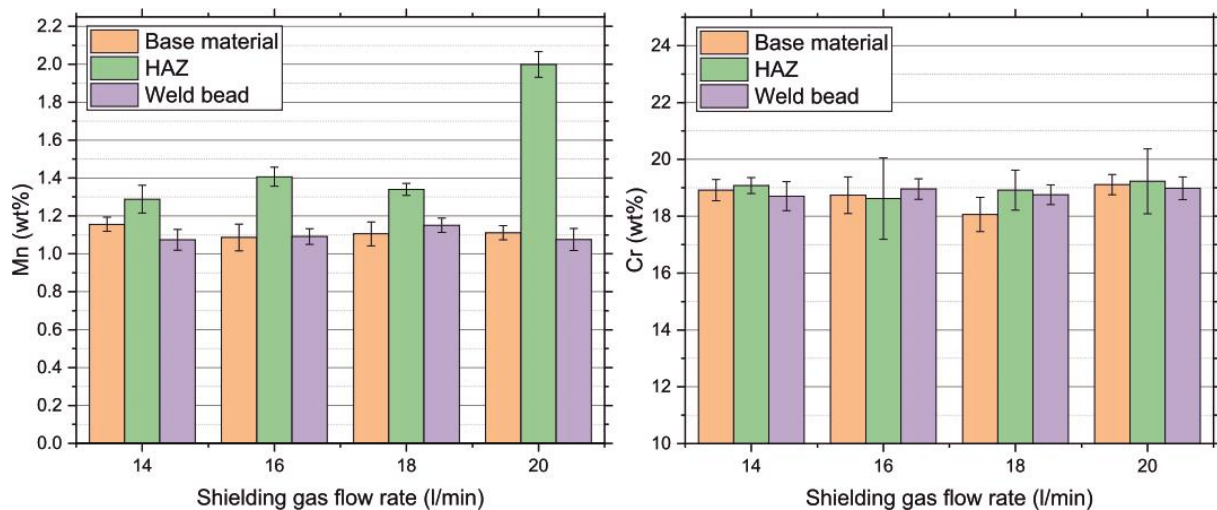 Base material
HAZ
Weld bead
Mn (wt%)
2.2
2.0
1.8
1.6
1.4
1.2
1.0
0.8
0.6
0.4
0.2
0.0
14 16 18 20
Shielding gas flow rate (l/min)
Base material
HAZ
Weld bead
Cr (wt%)
24
22
20
18
16
14
12
10
14 16 18 20
Shielding gas flow rate (l/min)